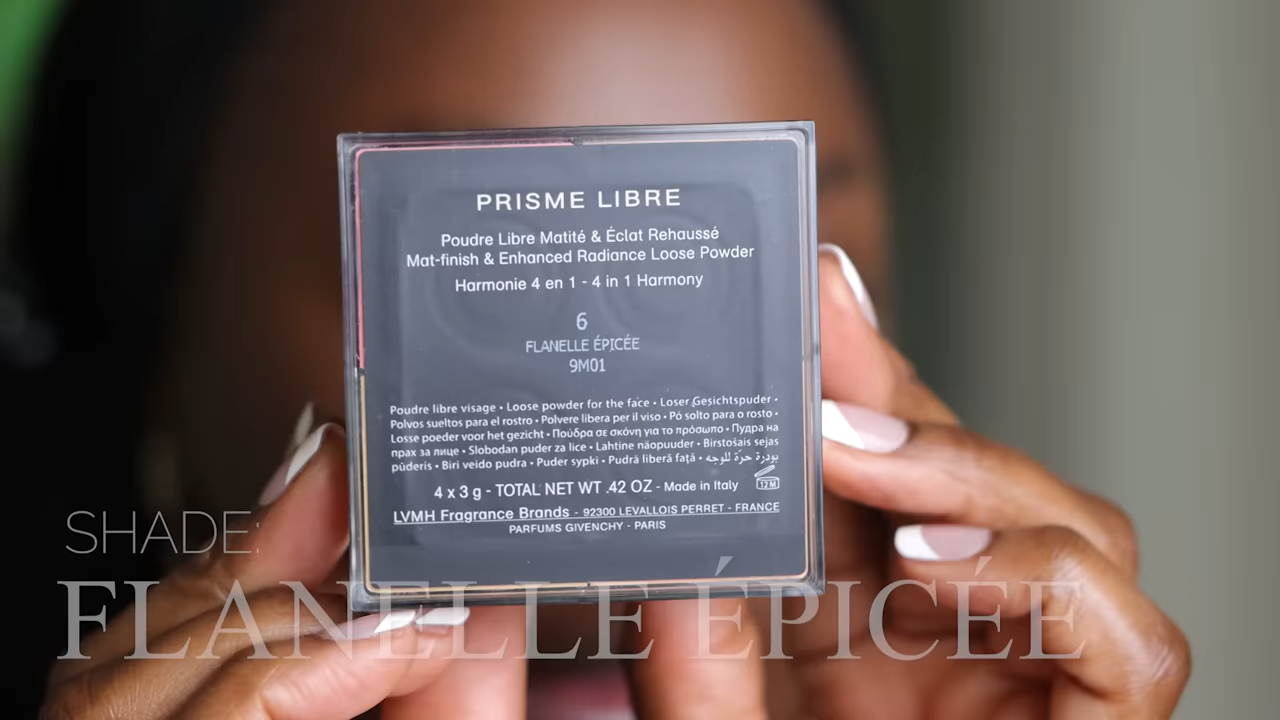 PRISME LIBRE
Poudre Libre Matité & Éclat Rehaussé
Mat-finish & Enhanced Radiance Loose Powder
Harmonie 4 en 1 - 4 in 1 Harmony
6
FLANELLE ÉPICÉE
9M01
Poudre libre visage • Loose powder for the face • Loser Gesichtspuder •
Polvos sueltos para el rostro • Polvere libera per il viso • Pó solto para o rosto •
Losse poeder voor het gezicht • Πούδρα σε σκόνη για το πρόσωπο • Пудра на
прах за лице • Slobodan puder za lice • Lahtine näopuuder • Birstošais sejas
pūderis • Biri veido pudra • Puder sypki • Pudră liberă față • بودرة حرّة للوجه
12M
4 x 3 g - TOTAL NET WT .42 OZ - Made in Italy
LVMH Fragrance Brands - 92300 LEVALLOIS PERRET - FRANCE
PARFUMS GIVENCHY - PARIS
SHADE:
FLANELLE ÉPICÉE